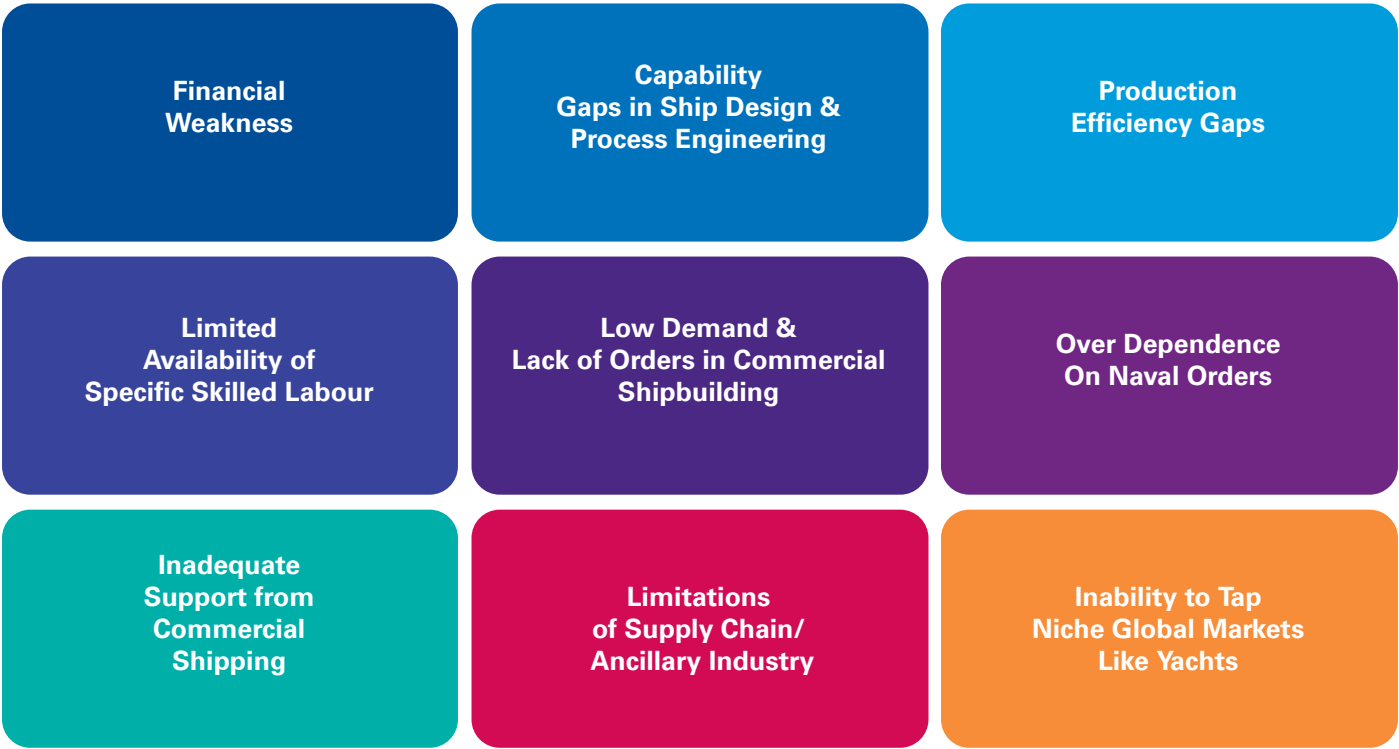 Financial
Weakness
Capability
Gaps in Ship Design &
Process Engineering
Production
Efficiency Gaps
Limited
Availability of
Specific Skilled Labour
Low Demand &
Lack of Orders in Commercial
Shipbuilding
Over Dependence
On Naval Orders
Inadequate
Support from
Commercial
Shipping
Limitations
of Supply Chain/
Ancillary Industry
Inability to Tap
Niche Global Markets
Like Yachts